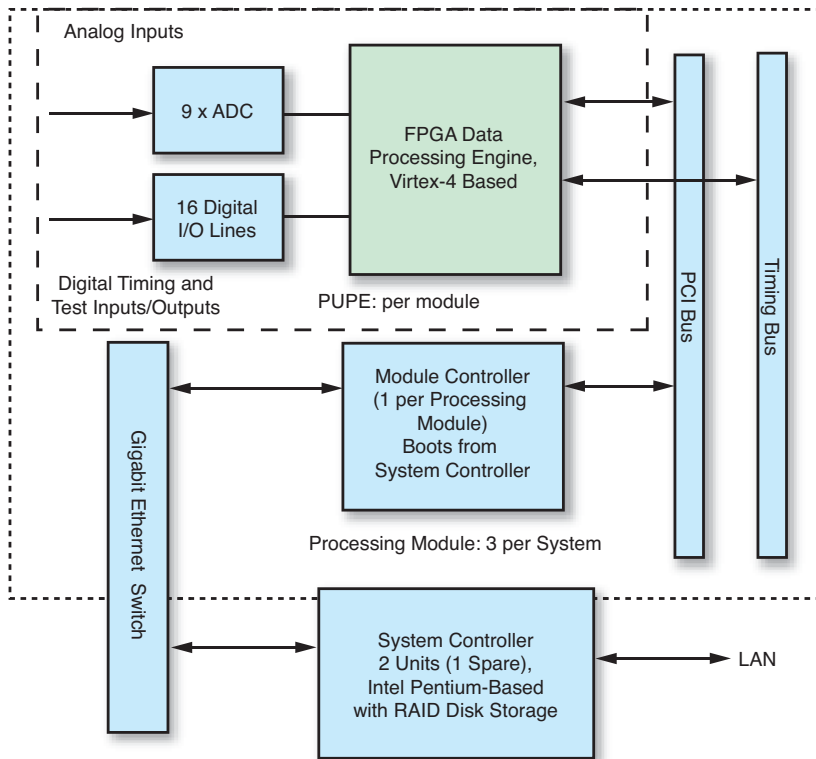 Analog Inputs
9 x ADC
FPGA Data
Processing Engine,
Virtex-4 Based
16 Digital
I/O Lines
Digital Timing and
Test Inputs/Outputs
PUPE: per module
PCI Bus
Timing Bus
Module Controller
(1 per Processing
Module)
Boots from
System Controller
Gigabit Ethernet Switch
Processing Module: 3 per System
System Controller
2 Units (1 Spare),
Intel Pentium-Based
with RAID Disk Storage
LAN